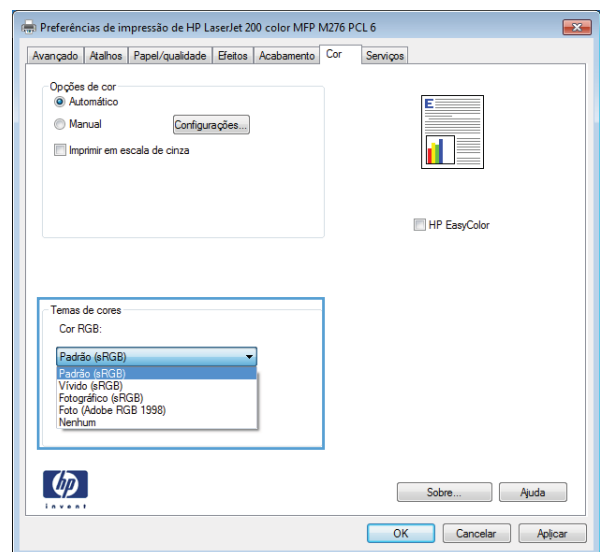 Preferências de impressão de HP LaserJet 200 color MFP M276 PCL 6
Avançado Atalhos Papel/qualidade Efeitos Acabamento Cor Serviços
Opções de cor
Automático
Manual Configurações...
Imprimir em escala de cinza
E
HP EasyColor
Temas de cores
Cor RGB:
Padrão (sRGB)
Padrão (sRGB)
Vívido (sRGB)
Fotográfico (sRGB)
Foto (Adobe RGB 1998)
Nenhum
hp
invent
Sobre... Ajuda
OK Cancelar Aplicar